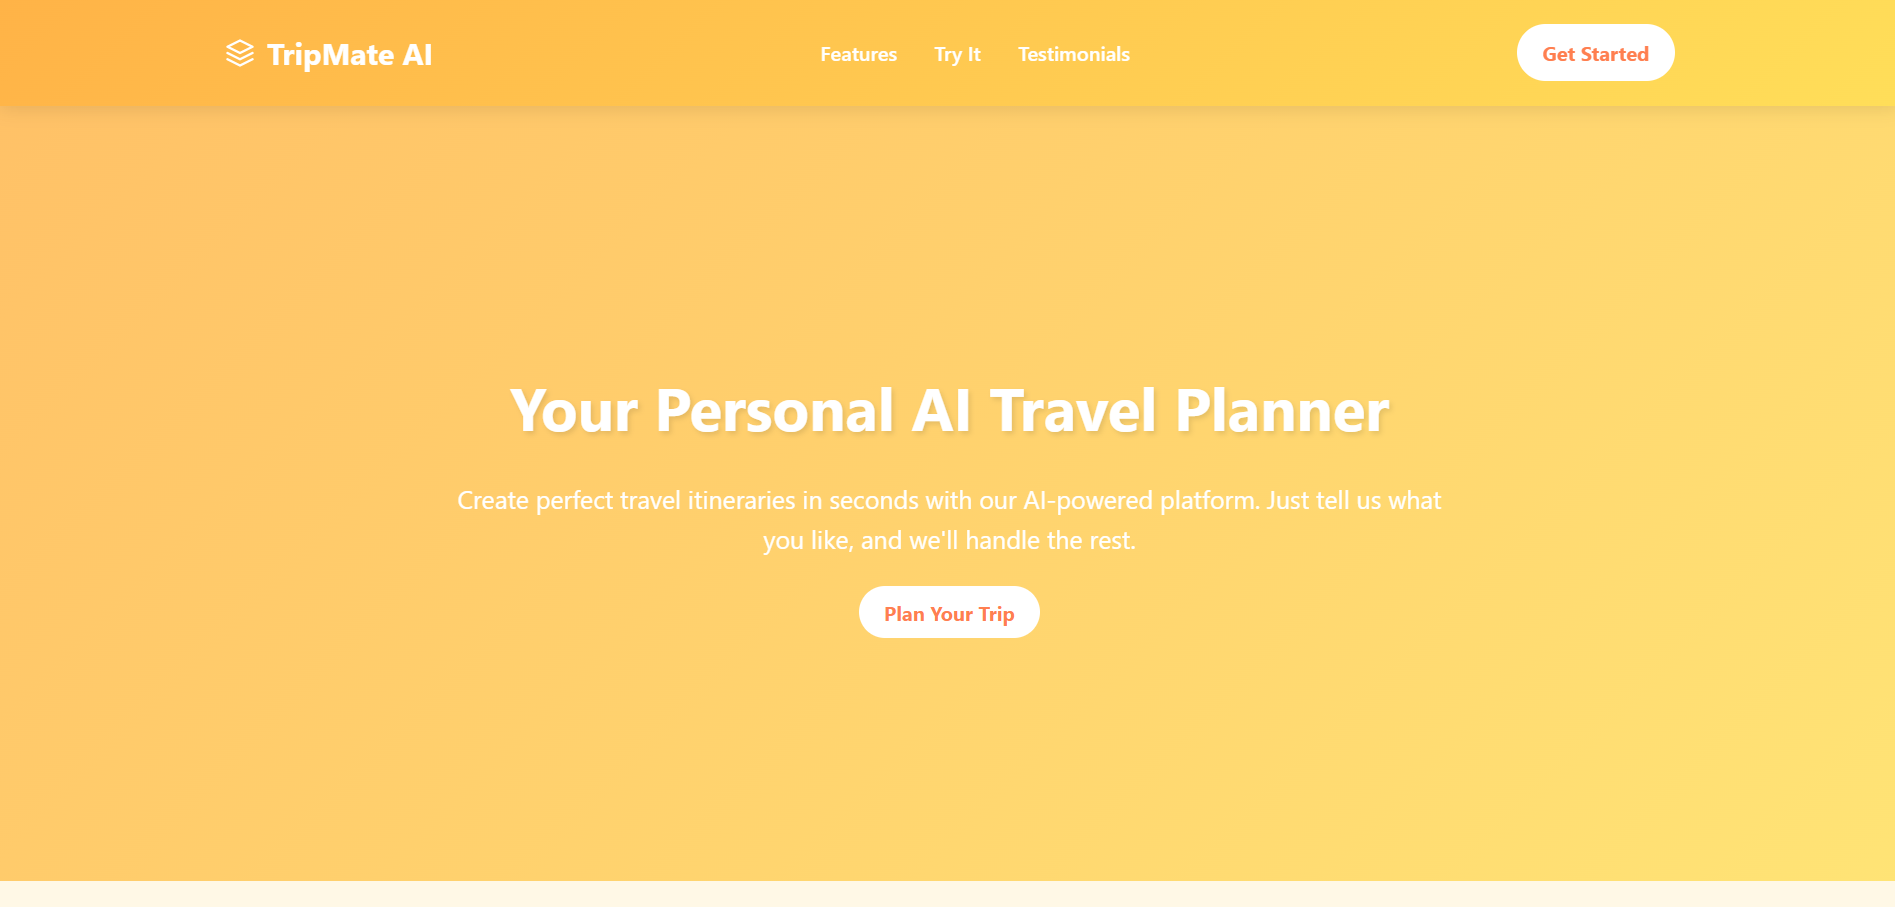 TripMate AI
Features
Try It
Testimonials
Get Started
Your Personal AI Travel Planner
Create perfect travel itineraries in seconds with our AI-powered platform. Just tell us what
you like, and we'll handle the rest.
Plan Your Trip